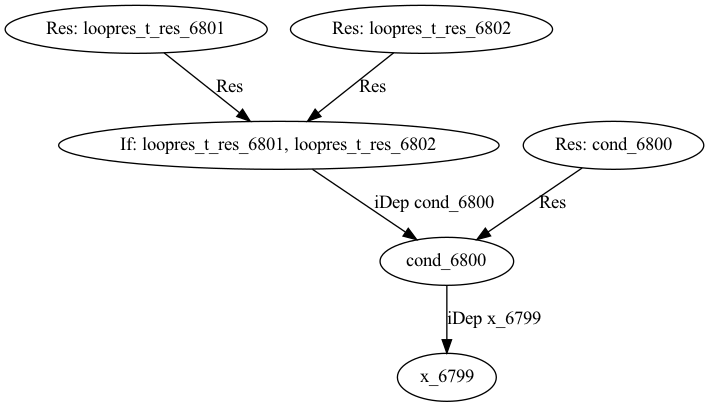 Res: loopres_t_res_6801
Res: loopres_t_res_6802
Res
Res
If: loopres_t_res_6801, loopres_t_res_6802
Res: cond_6800
iDep cond_6800
Res
cond_6800
iDep x_6799
x_6799